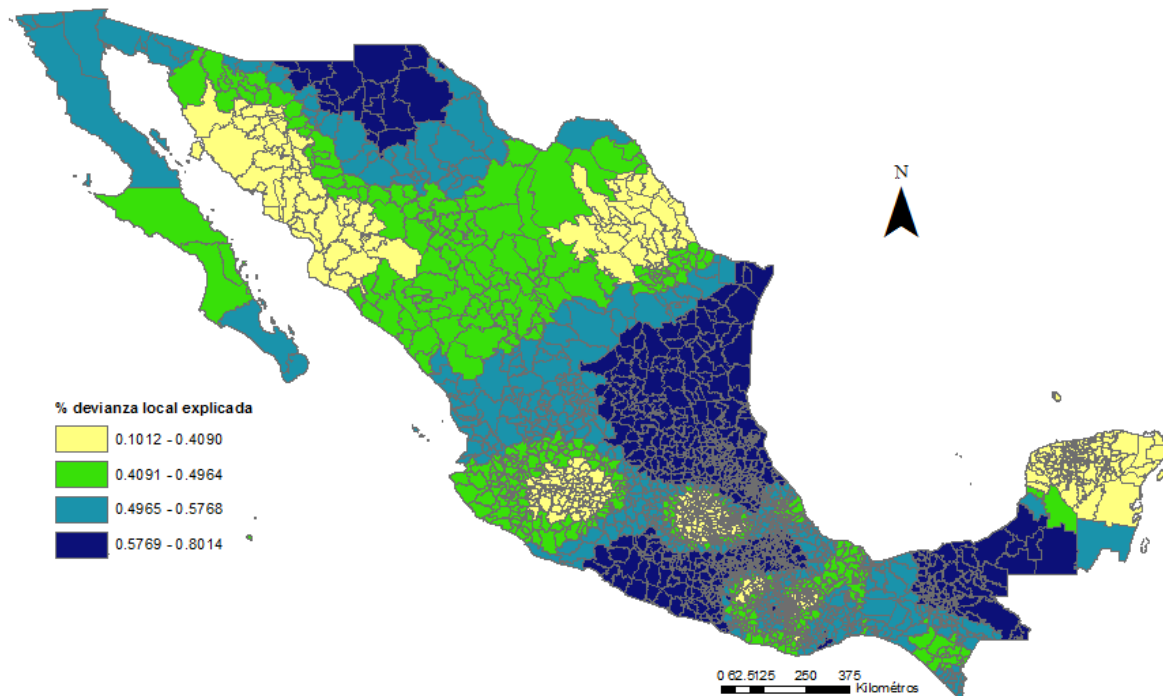 N
% devianza local explicada
0.1012 - 0.4090
0.4091 - 0.4964
0.4965 - 0.5768
0.5769 - 0.8014
0 62.5125 250 375
Kilométros